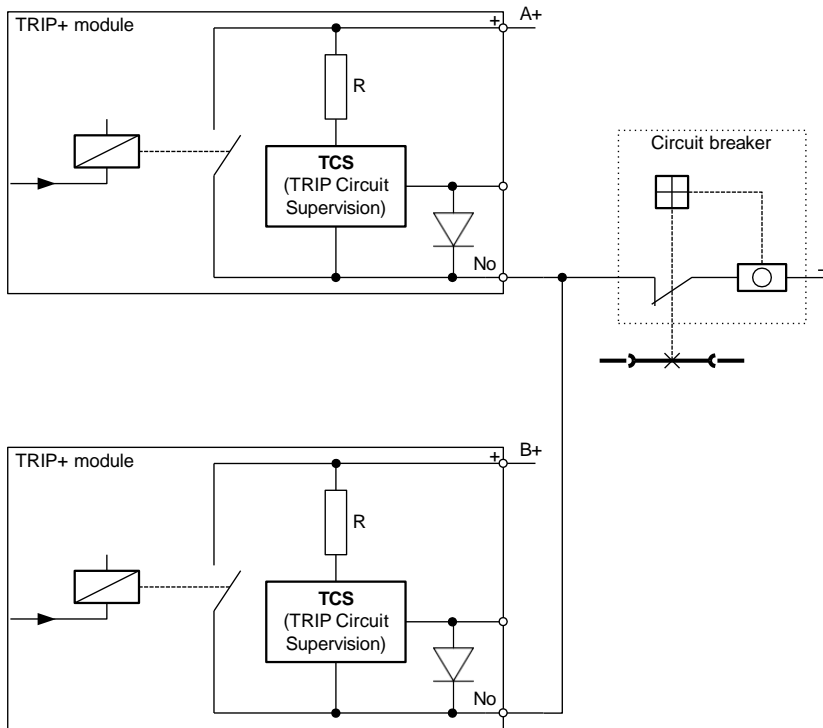 TRIP+ module
+
A+
R
TCS
(TRIP Circuit
Supervision)
No
Circuit breaker
-
TRIP+ module
+
B+
R
TCS
(TRIP Circuit
Supervision)
No